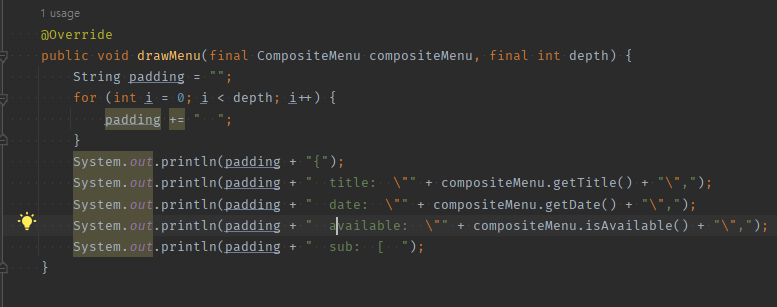 1 usage
@Override
public void drawMenu(final CompositeMenu compositeMenu, final int depth) {
    String padding = "";
    for (int i = 0; i < depth; i++) {
        padding += "  ";
    }
    System.out.println(padding + "{");
    System.out.println(padding + "  title: \"" + compositeMenu.getTitle() + "\",");
    System.out.println(padding + "  date: \"" + compositeMenu.getDate() + "\",");
    System.out.println(padding + "  available: \"" + compositeMenu.isAvailable() + "\",");
    System.out.println(padding + "  sub: [ ");
}